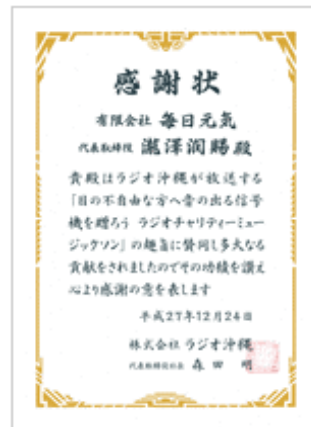 感謝状
有限会社 毎日元気
代表取締役 瀧澤潤賜殿
貴殿はラジオ沖縄が放送する
「目の不自由な方へ音の出る信号
機を贈ろう ラジオチャリティーミュー
ジックソン」の趣旨に賛同し多大なる
貢献をされましたのでその功績を讃え
心より感謝の意を表します
平成27年12月24日
株式会社 ラジオ沖縄
代表取締役社長 森田 明